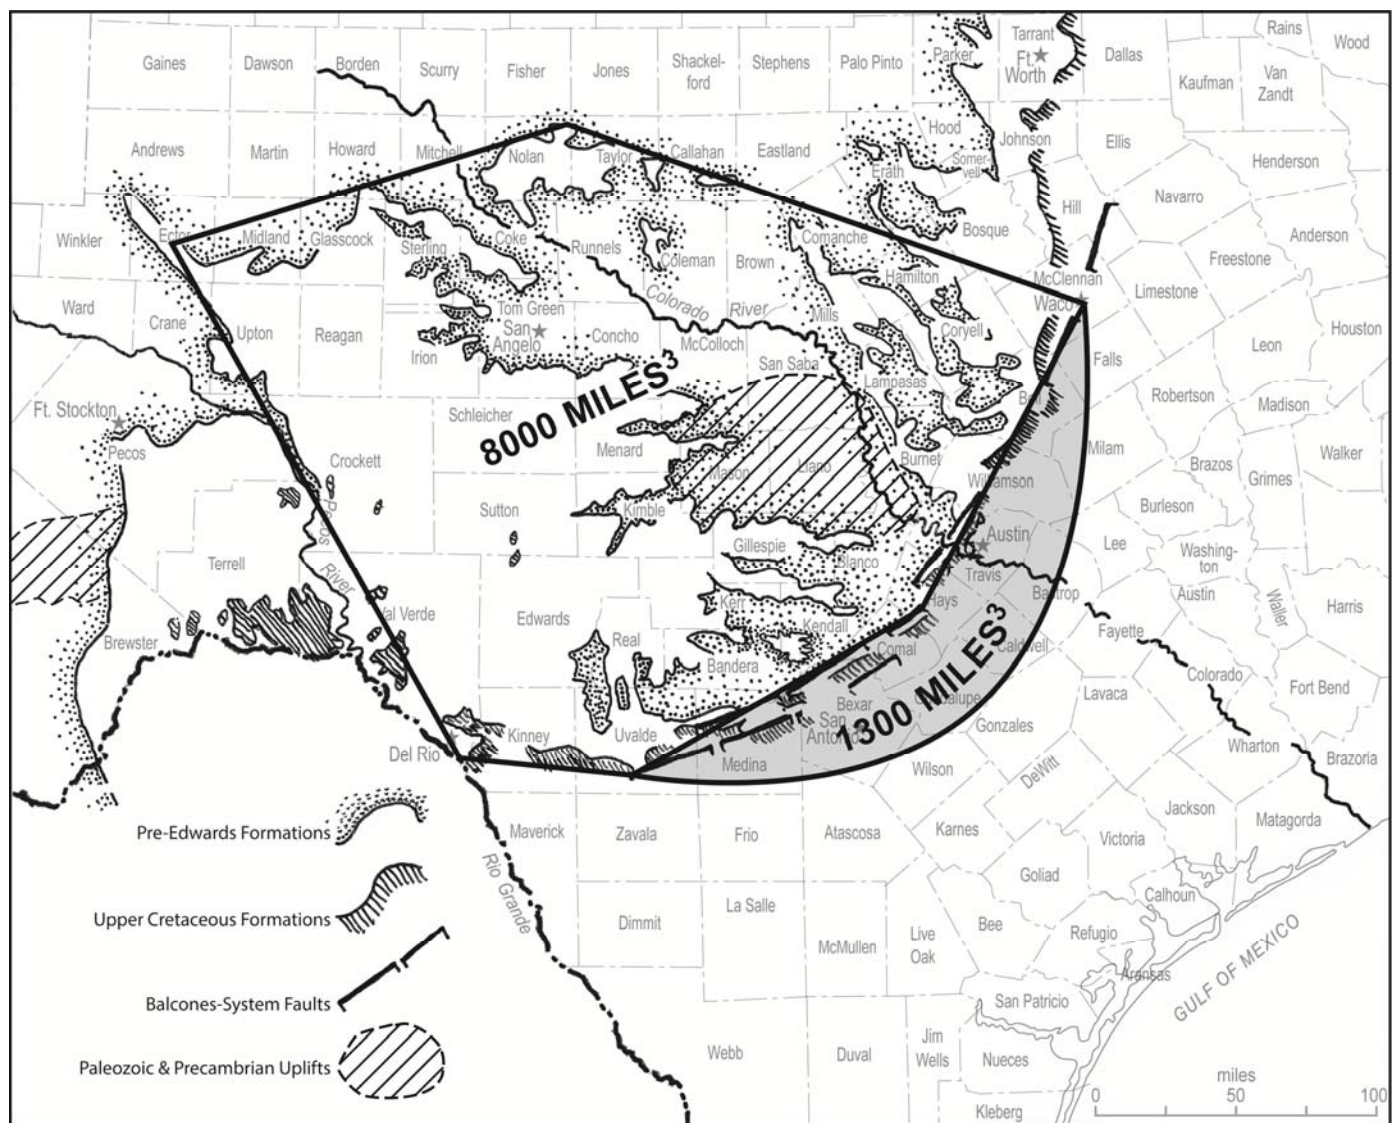 Gaines
Dawson
Borden
Scurry
Fisher
Jones
Shackel-
ford
Stephens
Palo Pinto
Parker
Tarrant
Ft.
Worth
Dallas
Rains
Wood
Kaufman
Van
Zandt
Andrews
Martin
Howard
Mitchell
Nolan
Taylor
Callahan
Eastland
Hood
Erath
Somer-
vell
Johnson
Ellis
Henderson
Navarro
Hill
Winkler
Ector
Midland
Glasscock
Sterling
Coke
Runnels
Coleman
Brown
Comanche
Hamilton
Bosque
McClennan
Waco
Limestone
Freestone
Anderson
Ward
Crane
Upton
Reagan
Irion
Tom Green
San
Angelo
Concho
Colorado River
McColloch
Mills
Coryell
San Saba
Lampasas
Falls
Bell
Leon
Houston
Robertson
Madison
Ft. Stockton
Pecos
8000 MILES³
Schleicher
Menard
Mason
Llano
Burnet
Williamson
Milam
Brazos
Grimes
Walker
Crockett
Sutton
Kimble
Gillespie
Blanco
Austin
Travis
Lee
Burleson
Washing-
ton
Austin
Waller
Harris
Pecos River
Terrell
Brewster
Val Verde
Edwards
Real
Kerr
Kendall
Bandera
Hays
Comal
Bastrop
Caldwell
Fayette
Colorado
Fort Bend
Guadalupe
1300 MILES³
Bexar
San
Antonio
Gonzales
Lavaca
Wharton
Brazoria
Del Rio
Kinney
Uvalde
Medina
Wilson
DeWitt
Jackson
Matagorda
Maverick
Zavala
Frio
Atascosa
Karnes
Victoria
Goliad
Calhoun
Rio Grande
Dimmit
La Salle
McMullen
Live
Oak
Bee
Refugio
Aransas
San Patricio
GULF OF MEXICO
Webb
Duval
Jim
Wells
Nueces
Kleberg
Pre-Edwards Formations
Upper Cretaceous Formations
Balcones-System Faults
Paleozoic & Precambrian Uplifts
miles
0 50 100